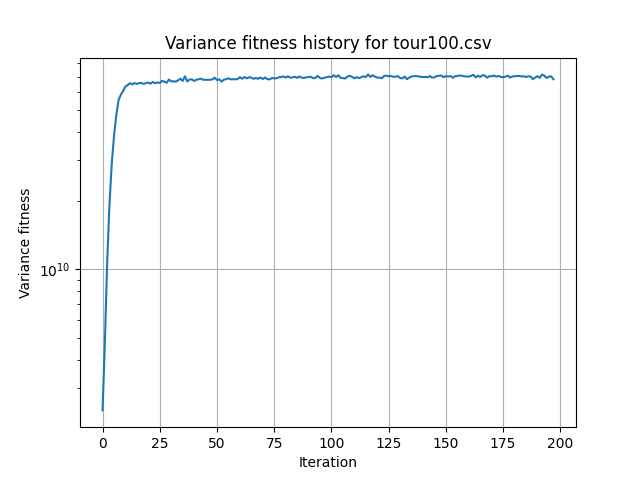 Variance fitness history for tour100.csv
Variance fitness
10^10
0 25 50 75 100 125 150 175 200
Iteration